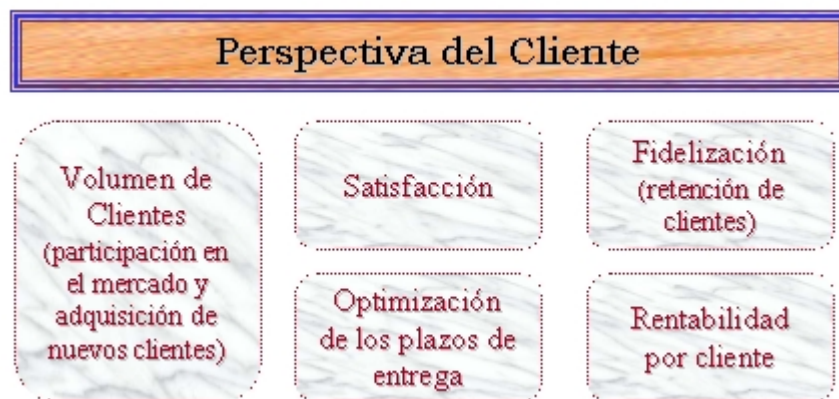 Perspectiva del Cliente
Volumen de
Clientes
(participación en
el mercado y
adquisición de
nuevos clientes)
Satisfacción
Fidelización
(retención de
clientes)
Optimización
de los plazos de
entrega
Rentabilidad
por cliente